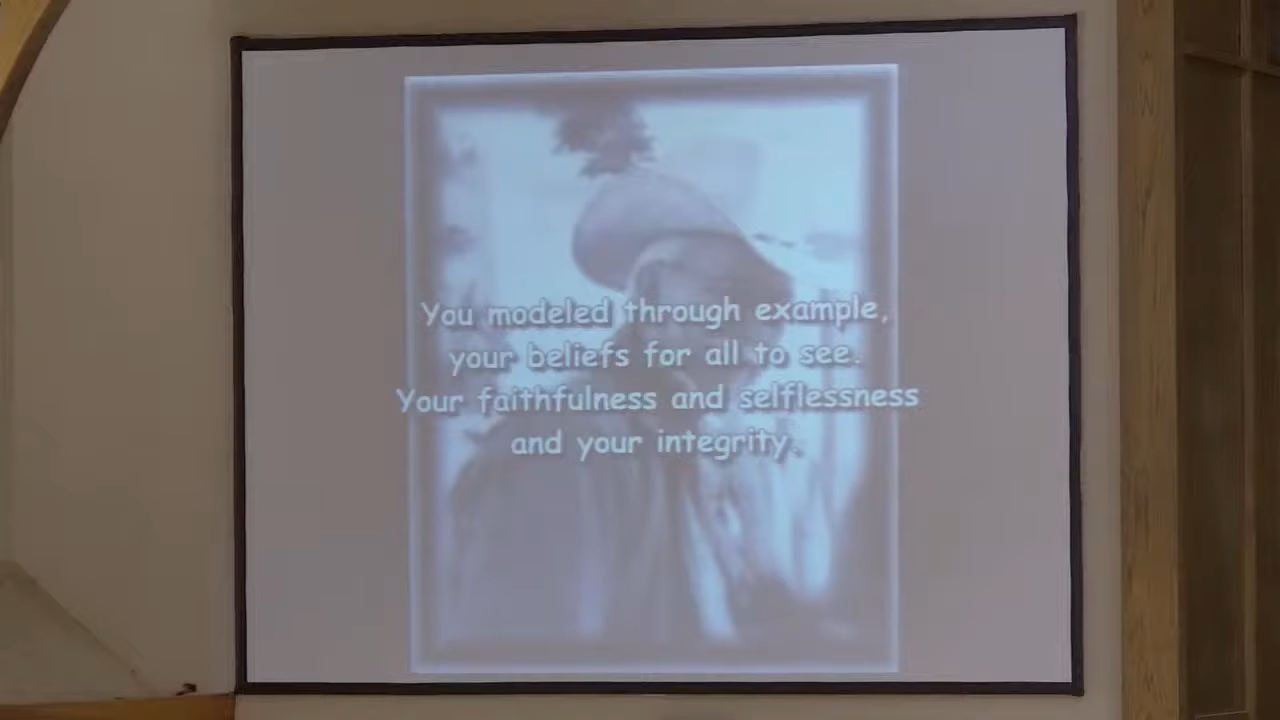 You modeled through example,
your beliefs for all to see.
Your faithfulness and selflessness
and your integrity.